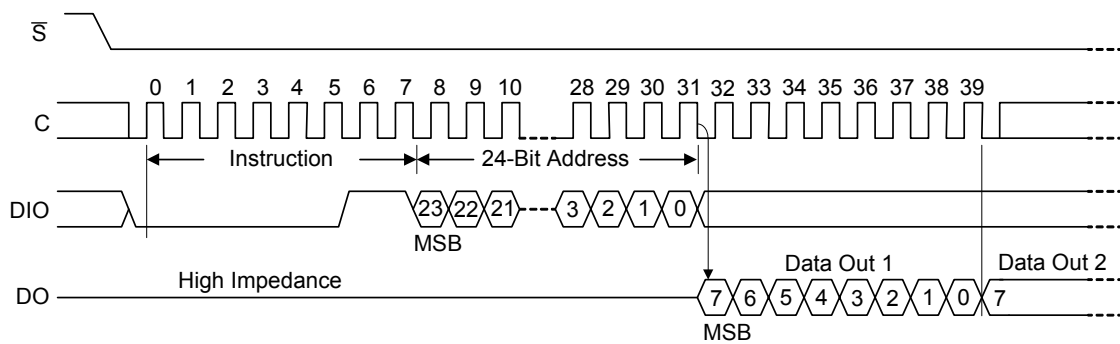 S̅
0 1 2 3 4 5 6 7 8 9 10 28 29 30 31 32 33 34 35 36 37 38 39
C
Instruction 24-Bit Address
DIO 23 22 21 3 2 1 0
MSB
Data Out 1 Data Out 2
High Impedance
DO 7 6 5 4 3 2 1 0 7
MSB